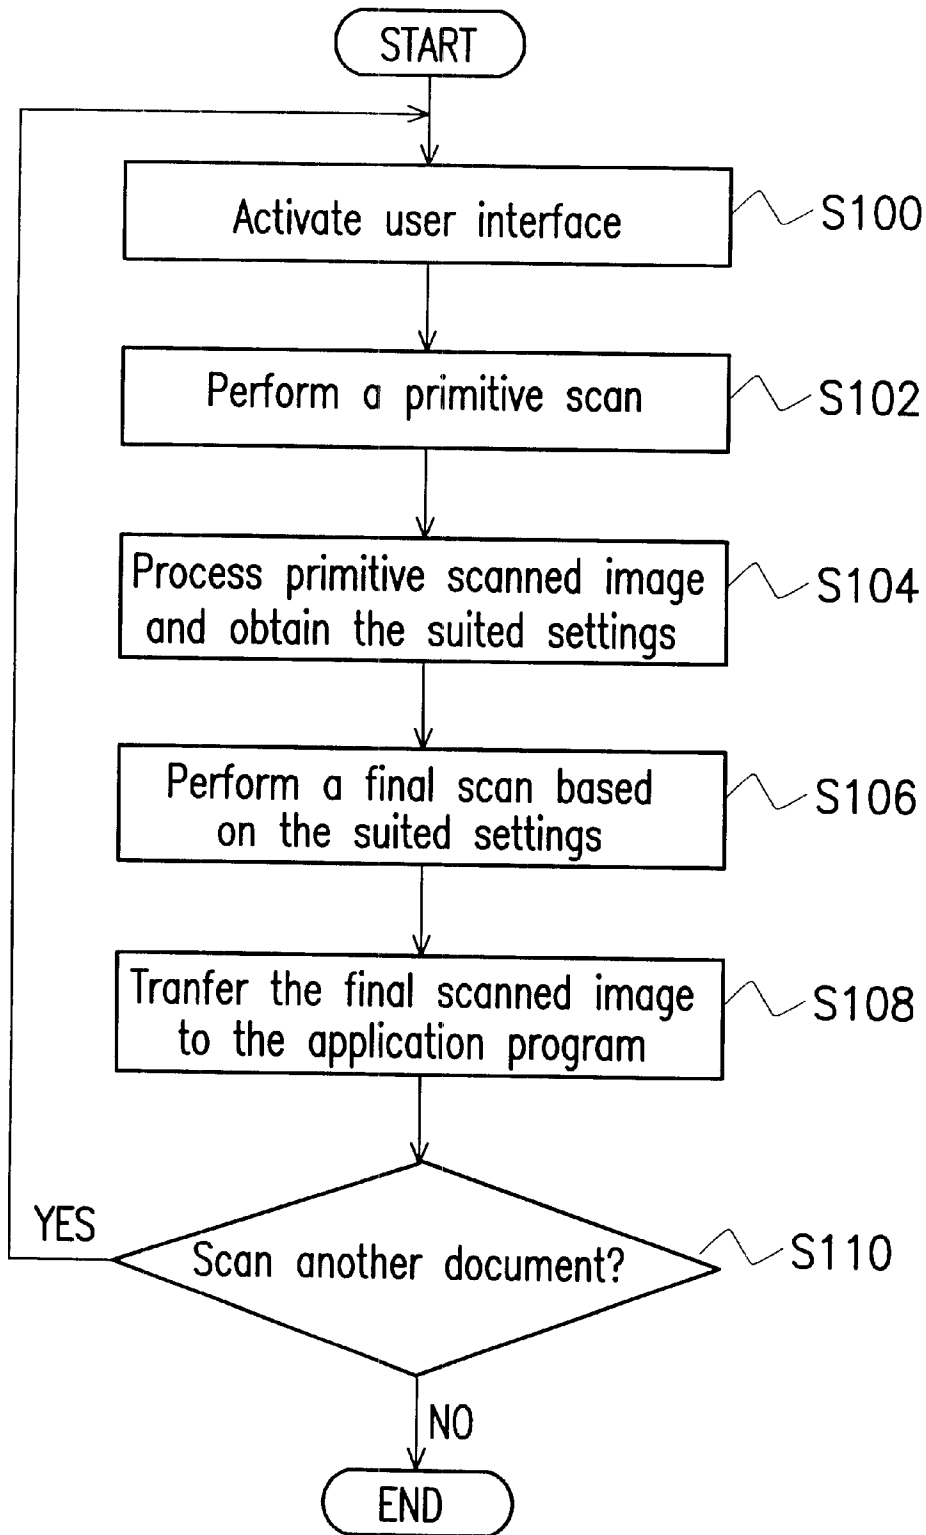 START
Activate user interface
S100
Perform a primitive scan
S102
Process primitive scanned image
and obtain the suited settings
S104
Perform a final scan based
on the suited settings
S106
Tranfer the final scanned image
to the application program
S108
YES
Scan another document?
S110
NO
END